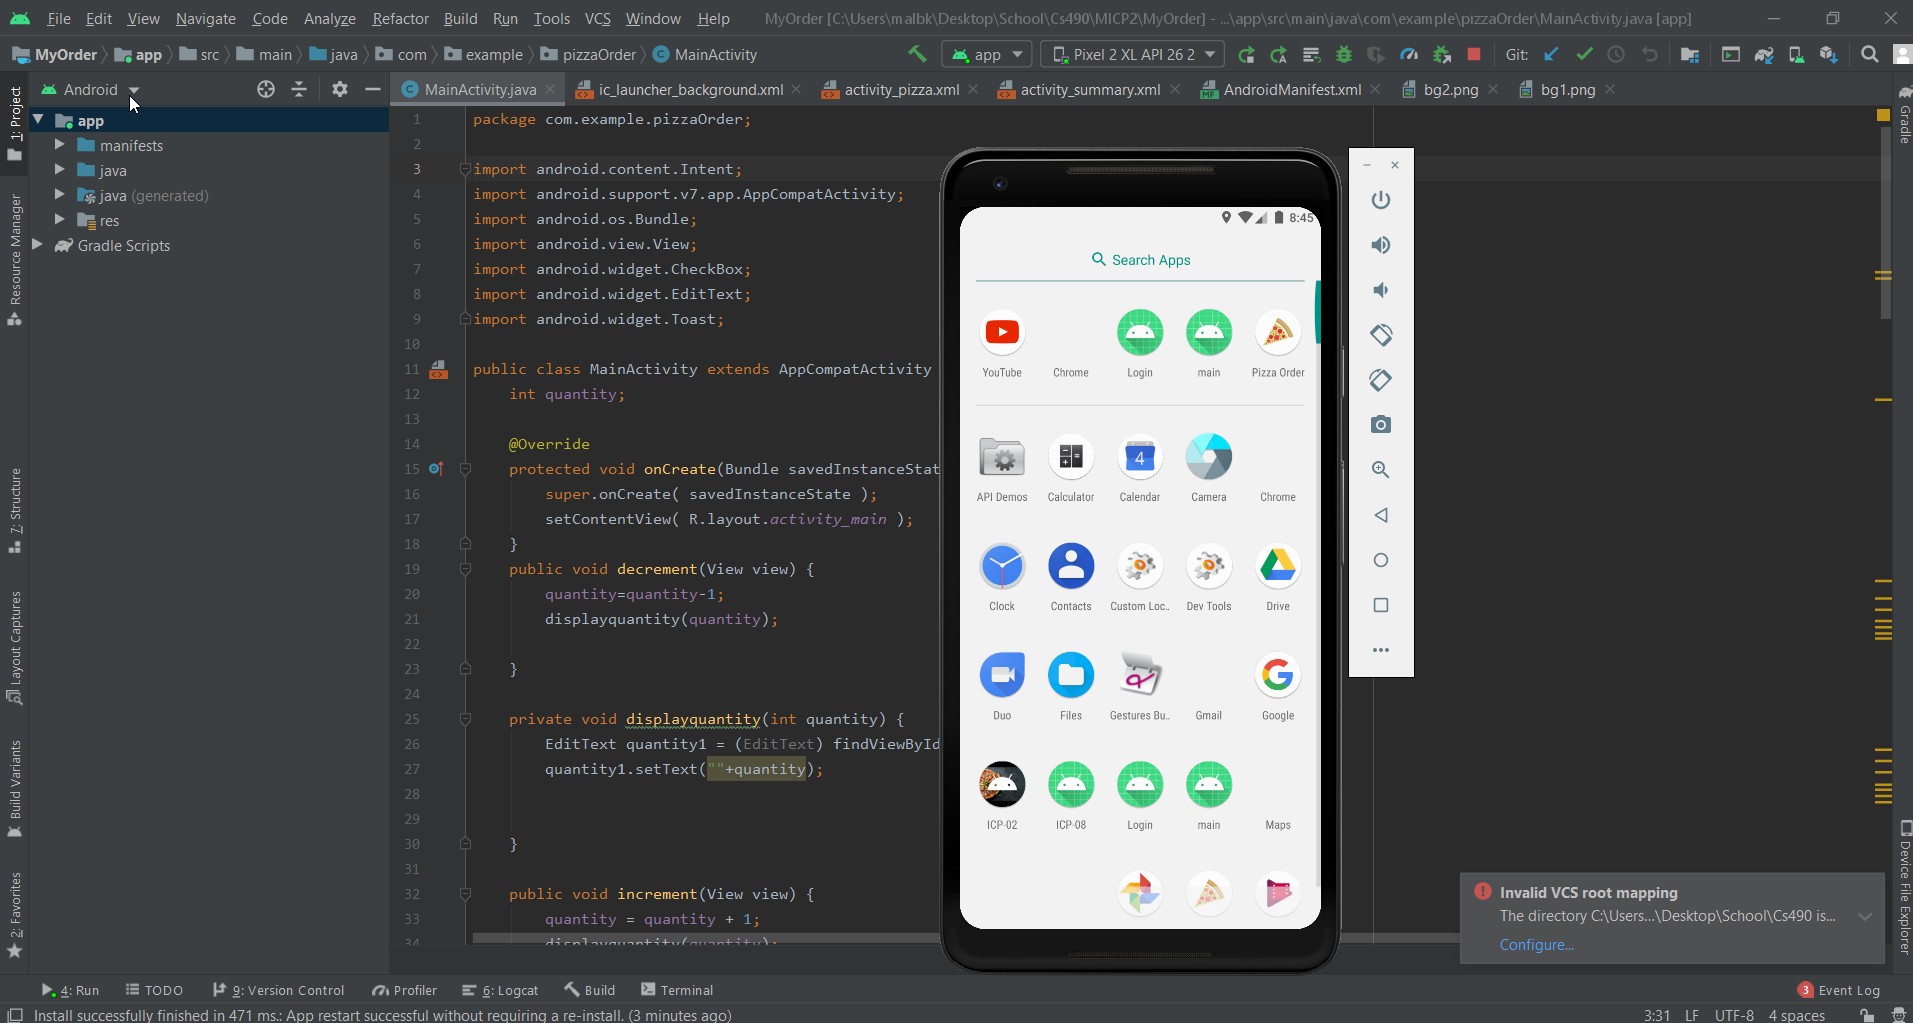 File Edit View Navigate Code Analyze Refactor Build Run Tools VCS Window Help MyOrder [C:\Users\malbk\Desktop\School\Cs490\MICP2\MyOrder] - ...\app\src\main\java\com\example\pizzaOrder\MainActivity.java [app]
MyOrder app src main java com example pizzaOrder MainActivity app Pixel 2 XL API 26 2 Git:
Android MainActivity.java ic_launcher_background.xml activity_pizza.xml activity_summary.xml AndroidManifest.xml bg2.png bg1.png
1: Project
Resource Manager
7: Structure
Layout Captures
Build Variants
2: Favorites
app
manifests
java
java (generated)
res
Gradle Scripts
1 package com.example.pizzaOrder;
2
3 import android.content.Intent;
4 import android.support.v7.app.AppCompatActivity;
5 import android.os.Bundle;
6 import android.view.View;
7 import android.widget.CheckBox;
8 import android.widget.EditText;
9 import android.widget.Toast;
10
11 public class MainActivity extends AppCompatActivity
12 int quantity;
13
14 @Override
15 protected void onCreate(Bundle savedInstanceStat
16 super.onCreate( savedInstanceState );
17 setContentView( R.layout.activity_main );
18 }
19 public void decrement(View view) {
20 quantity=quantity-1;
21 displayquantity(quantity);
22
23 }
24
25 private void displayquantity(int quantity) {
26 EditText quantity1 = (EditText) findViewById
27 quantity1.setText(""+quantity);
28
29
30 }
31
32 public void increment(View view) {
33 quantity = quantity + 1;
34 displayquantity(quantity);
8:45
Search Apps
YouTube Chrome Login main Pizza Order
API Demos Calculator Calendar Camera Chrome
4
Clock Contacts Custom Loc.. Dev Tools Drive
Duo Files Gestures Bu.. Gmail Google
ICP-02 ICP-08 Login main Maps
Gradle
Device File Explorer
Invalid VCS root mapping
The directory C:\Users...\Desktop\School\Cs490 is...
Configure...
4: Run TODO 9: Version Control Profiler 6: Logcat Build Terminal 3 Event Log
Install successfully finished in 471 ms.: App restart successful without requiring a re-install. (3 minutes ago) 3:31 LF UTF-8 4 spaces